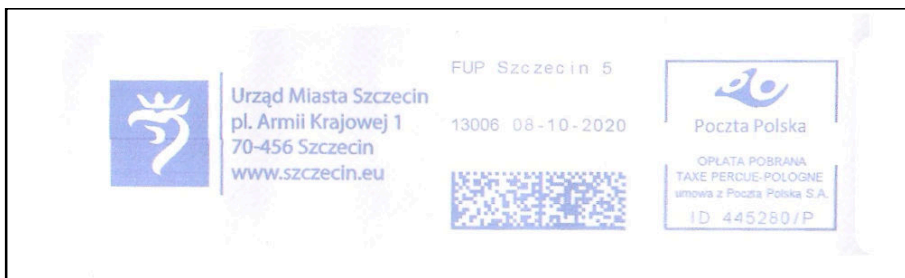 Urząd Miasta Szczecin
pl. Armii Krajowej 1
70-456 Szczecin
www.szczecin.eu
FUP Szczecin 5
13006 08-10-2020
Poczta Polska
OPŁATA POBRANA
TAXE PERCUE-POLOGNE
umowa z Poczta Polską S.A.
ID 445280/P